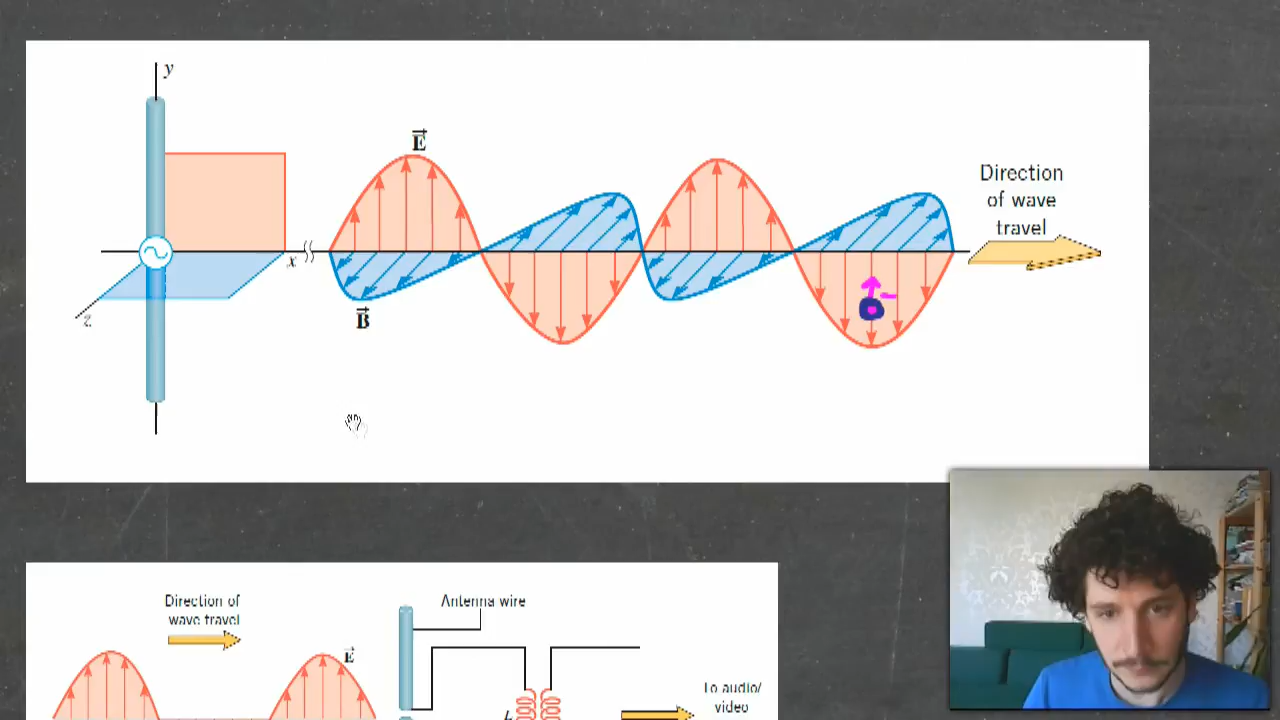 y
E
x
z
B
Direction
of wave
travel
Direction of
wave travel
E
Antenna wire
L
To audio/
video